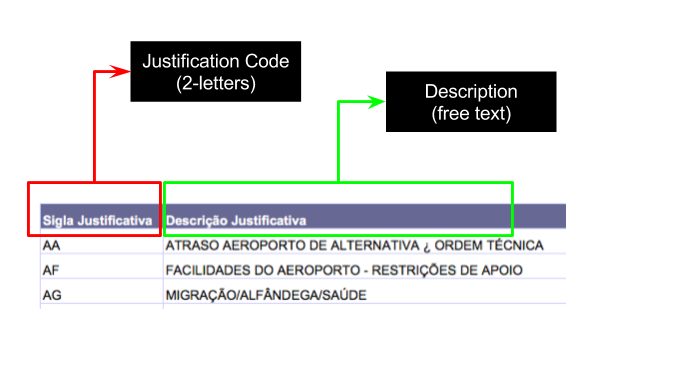 Justification Code
(2-letters)
Description
(free text)
Sigla Justificativa Descrição Justificativa
AA ATRASO AEROPORTO DE ALTERNATIVA ¿ ORDEM TÉCNICA
AF FACILIDADES DO AEROPORTO - RESTRIÇÕES DE APOIO
AG MIGRAÇÃO/ALFÂNDEGA/SAÚDE